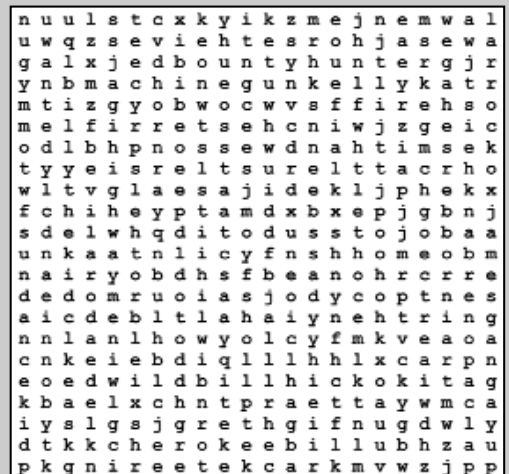 n u u l s t c x k y i k z m e j n e m w a l
u w q z s e v i e h t e s r o h j a s e w a
g a l x j e d b o u n t y h u n t e r g j r
y n b m a c h i n e g u n k e l l y k a t r
m t i z g y o b w o c w v s f f i r e h s o
m e l f i r r e t s e h c n i w j z g e i c
o d l b h p n o s s e w d n a h t i m s e k
t y y e i s r e l t s u r e l t t a c r h o
w l t v g l a e s a j i d e k l j p h e k x
f c h i h e y p t a m d x b x e p j g b n j
s d e l w h q d i t o d u s s t o j o b a a
u n k a a t n l i c y f n s h h o m e o b m
n a i r y o b d h s f b e a n o h r c r r e
d e d o m r u o i a s j o d y c o p t n e s
a i c d e b l t l a h a i y n e h t r i n g
n n l a n l h o w y o l c y f m k v e a o a
c n k e i e b d i q l l l h h l x c a r p n
e o e d w i l d b i l l h i c k o k i t a g
k b a e l x c h n t p r a e t t a y w m c a
i y s l g s j g r e t h g i f n u g d w l y
d t k k c h e r o k e e b i l l u b h z a u
p k g n i r e e t e k c a r k m v w z j p p